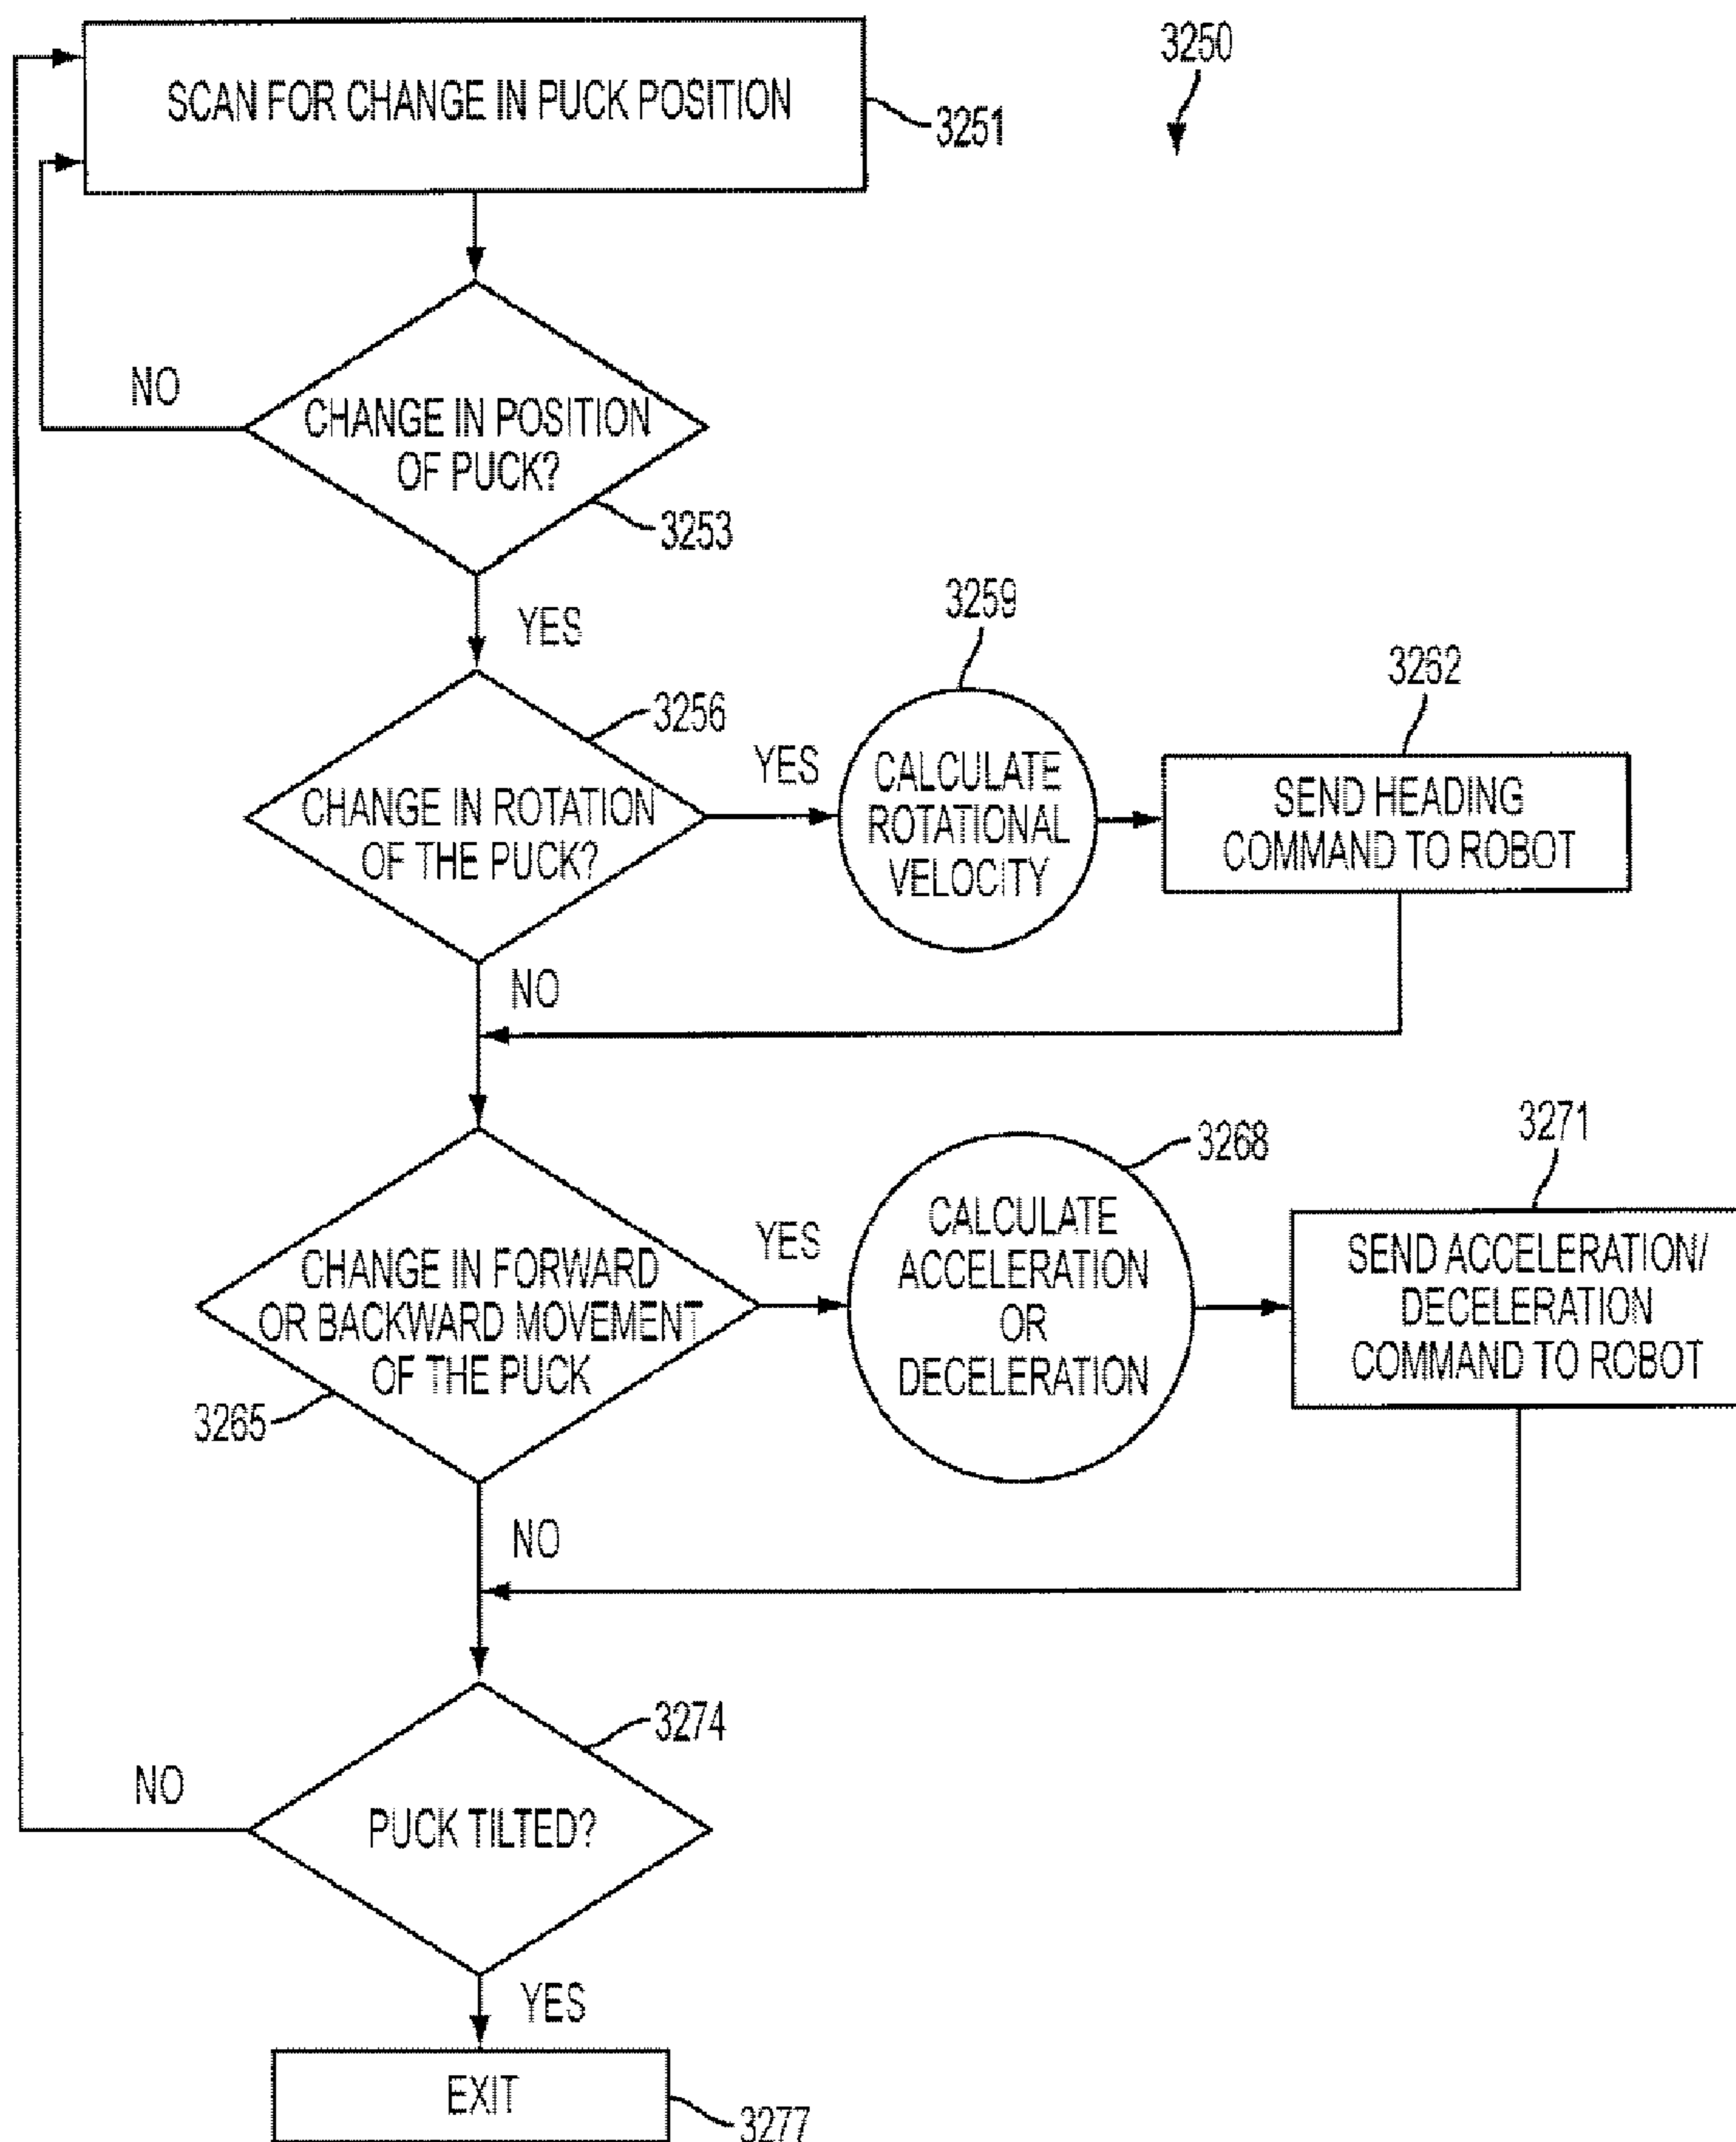 3250
SCAN FOR CHANGE IN PUCK POSITION
3251
NO
CHANGE IN POSITION
OF PUCK?
3253
YES
3256
CHANGE IN ROTATION
OF THE PUCK?
YES
3259
CALCULATE
ROTATIONAL
VELOCITY
3262
SEND HEADING
COMMAND TO ROBOT
NO
CHANGE IN FORWARD
OR BACKWARD MOVEMENT
OF THE PUCK
3265
YES
3268
CALCULATE
ACCELERATION
OR
DECELERATION
3271
SEND ACCELERATION/
DECELERATION
COMMAND TO ROBOT
NO
3274
PUCK TILTED?
NO
YES
EXIT
3277